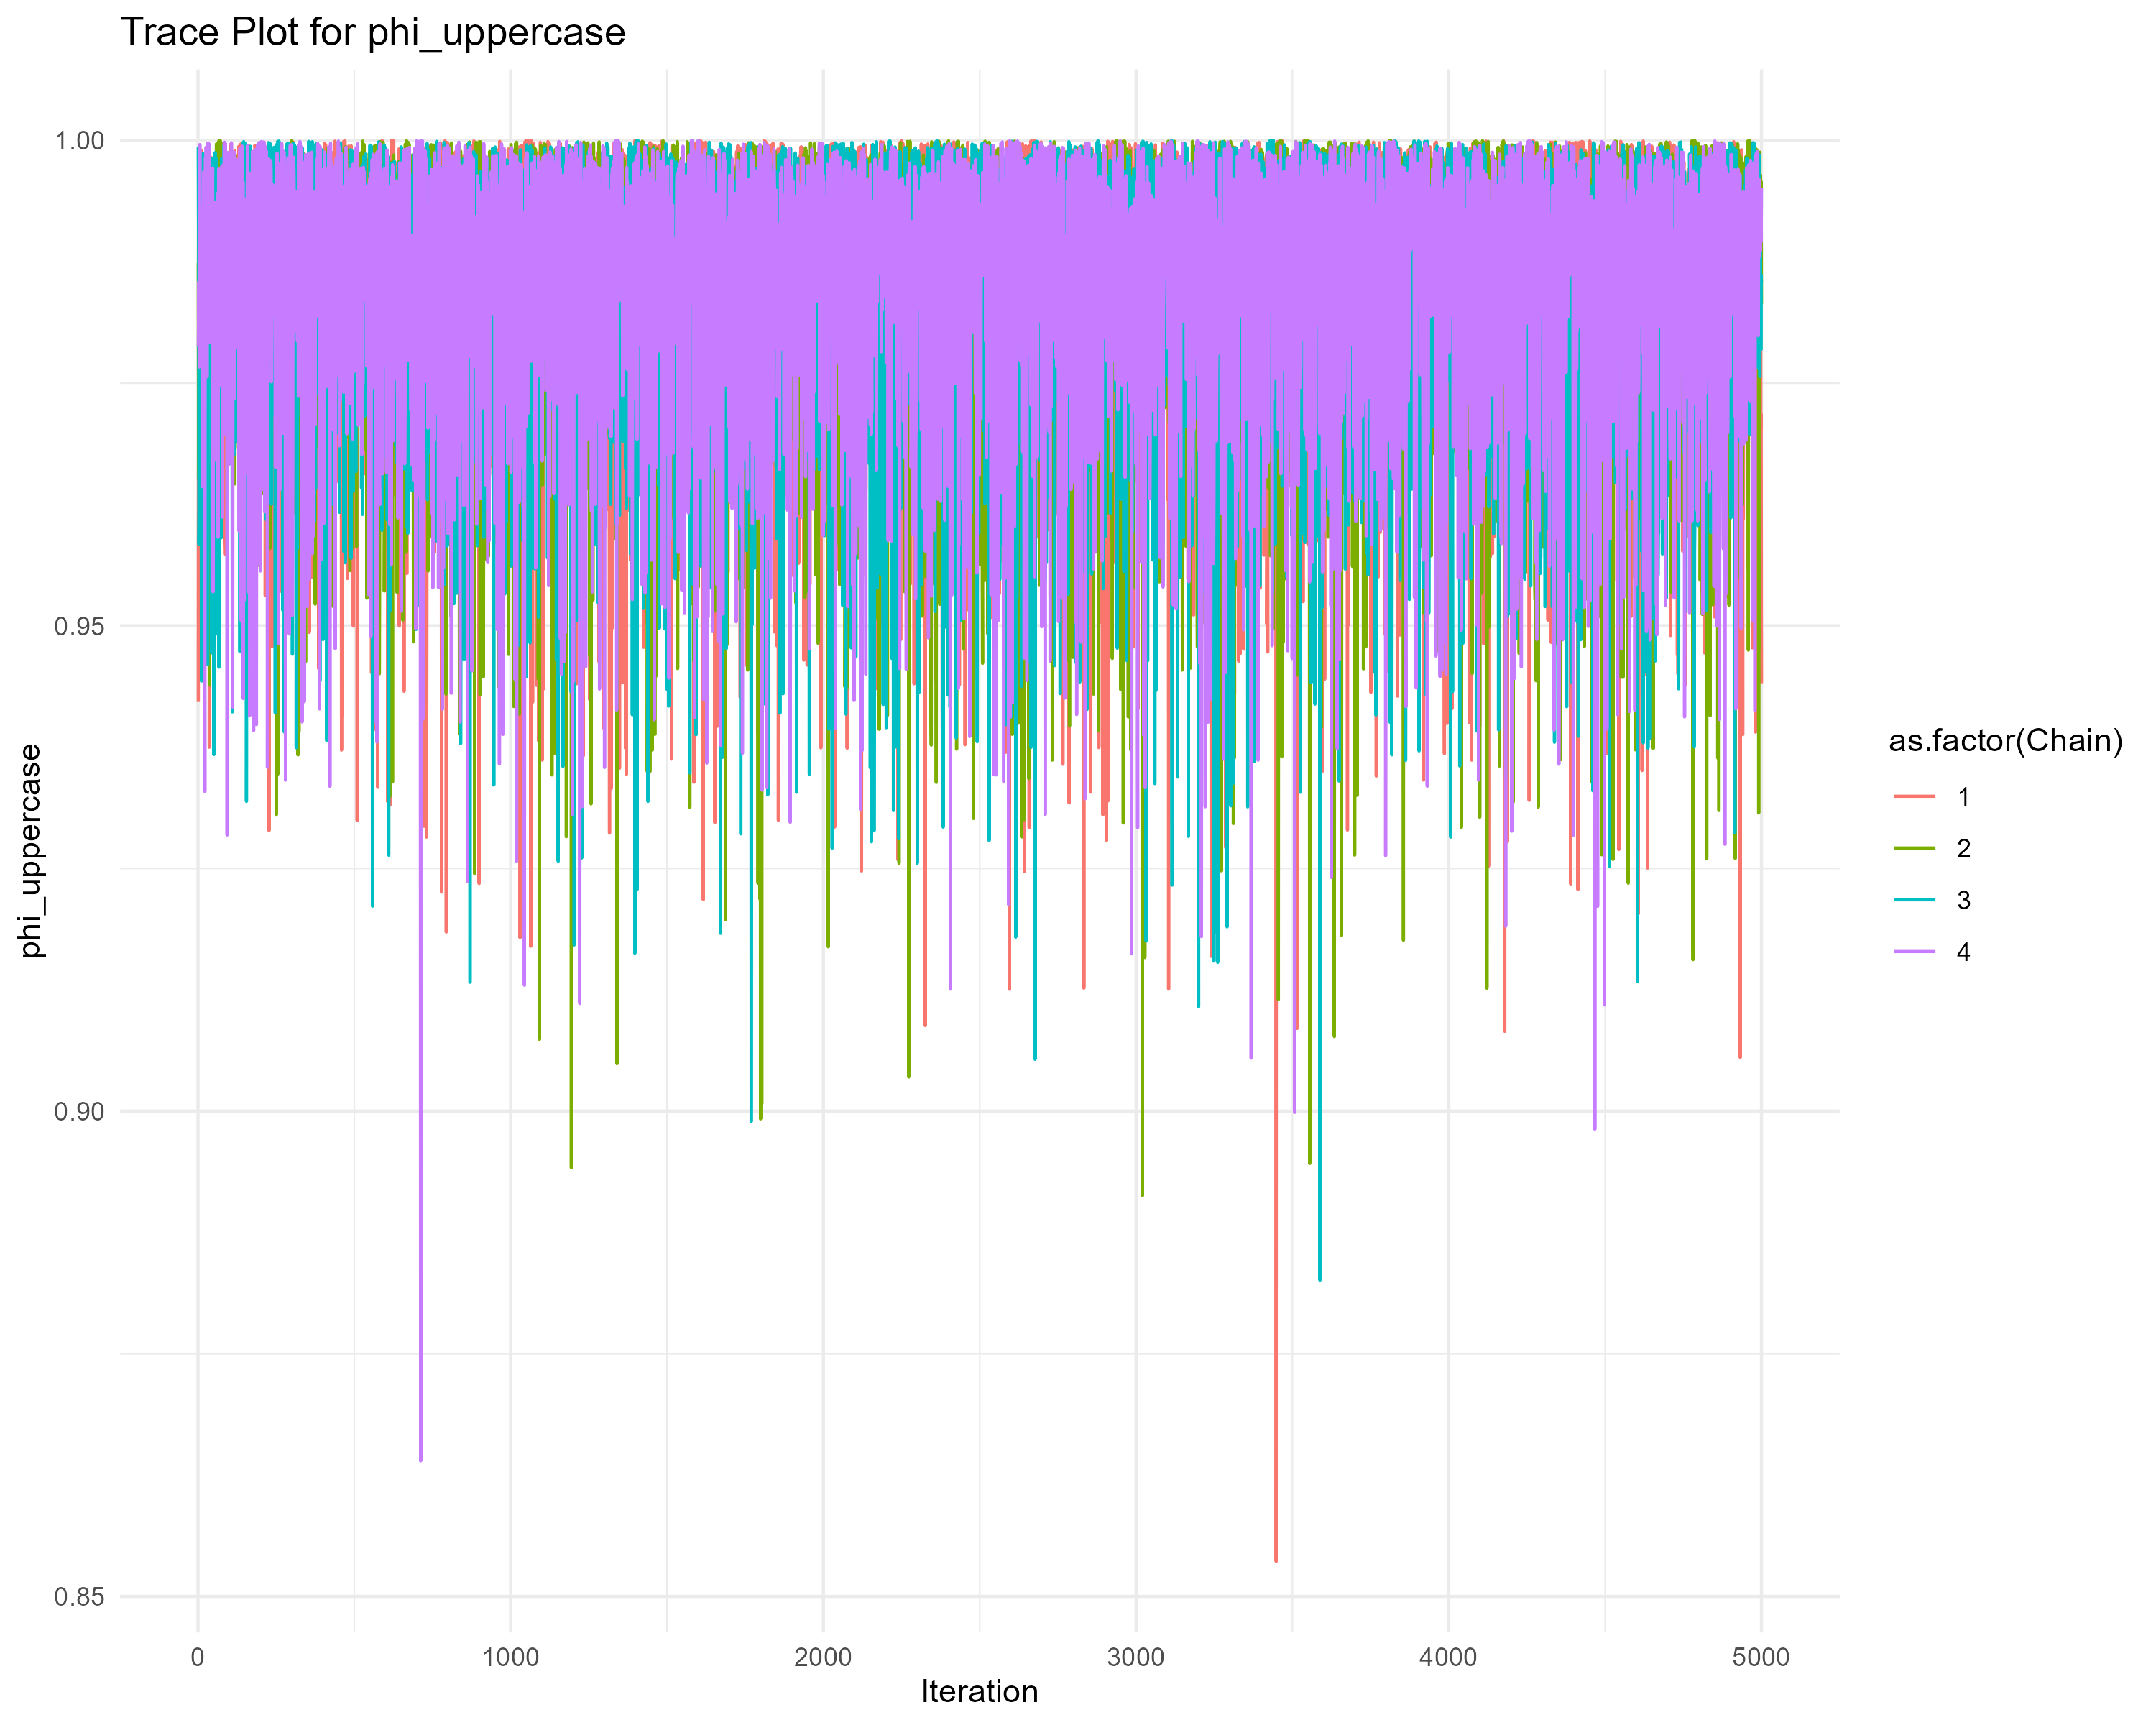 Trace Plot for phi_uppercase
1.00
0.95
0.90
0.85
phi_uppercase
0 1000 2000 3000 4000 5000
Iteration
as.factor(Chain)
1
2
3
4